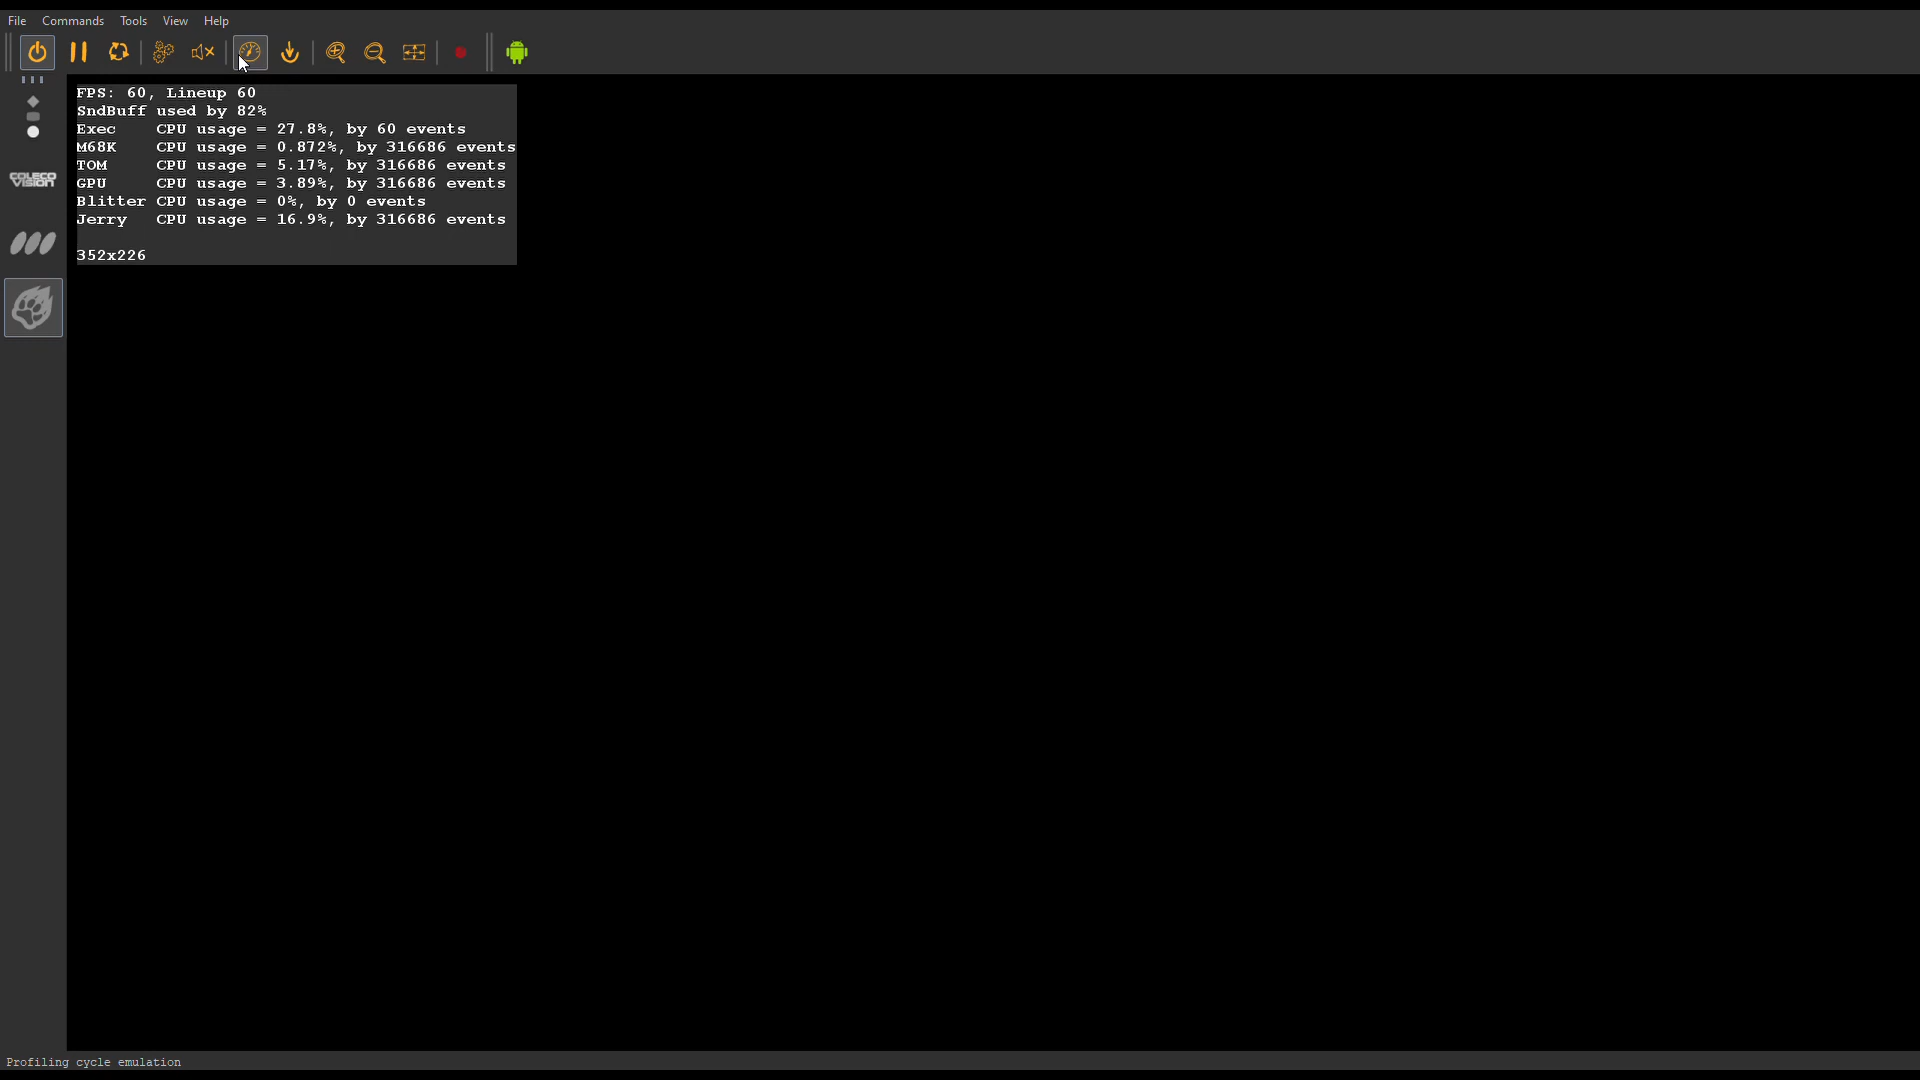 File Commands Tools View Help
COLECO
VISION
FPS: 60, Lineup 60
SndBuff used by 82%
Exec CPU usage = 27.8%, by 60 events
M68K CPU usage = 0.872%, by 316686 events
TOM CPU usage = 5.17%, by 316686 events
GPU CPU usage = 3.89%, by 316686 events
Blitter CPU usage = 0%, by 0 events
Jerry CPU usage = 16.9%, by 316686 events
352x226
Profiling cycle emulation